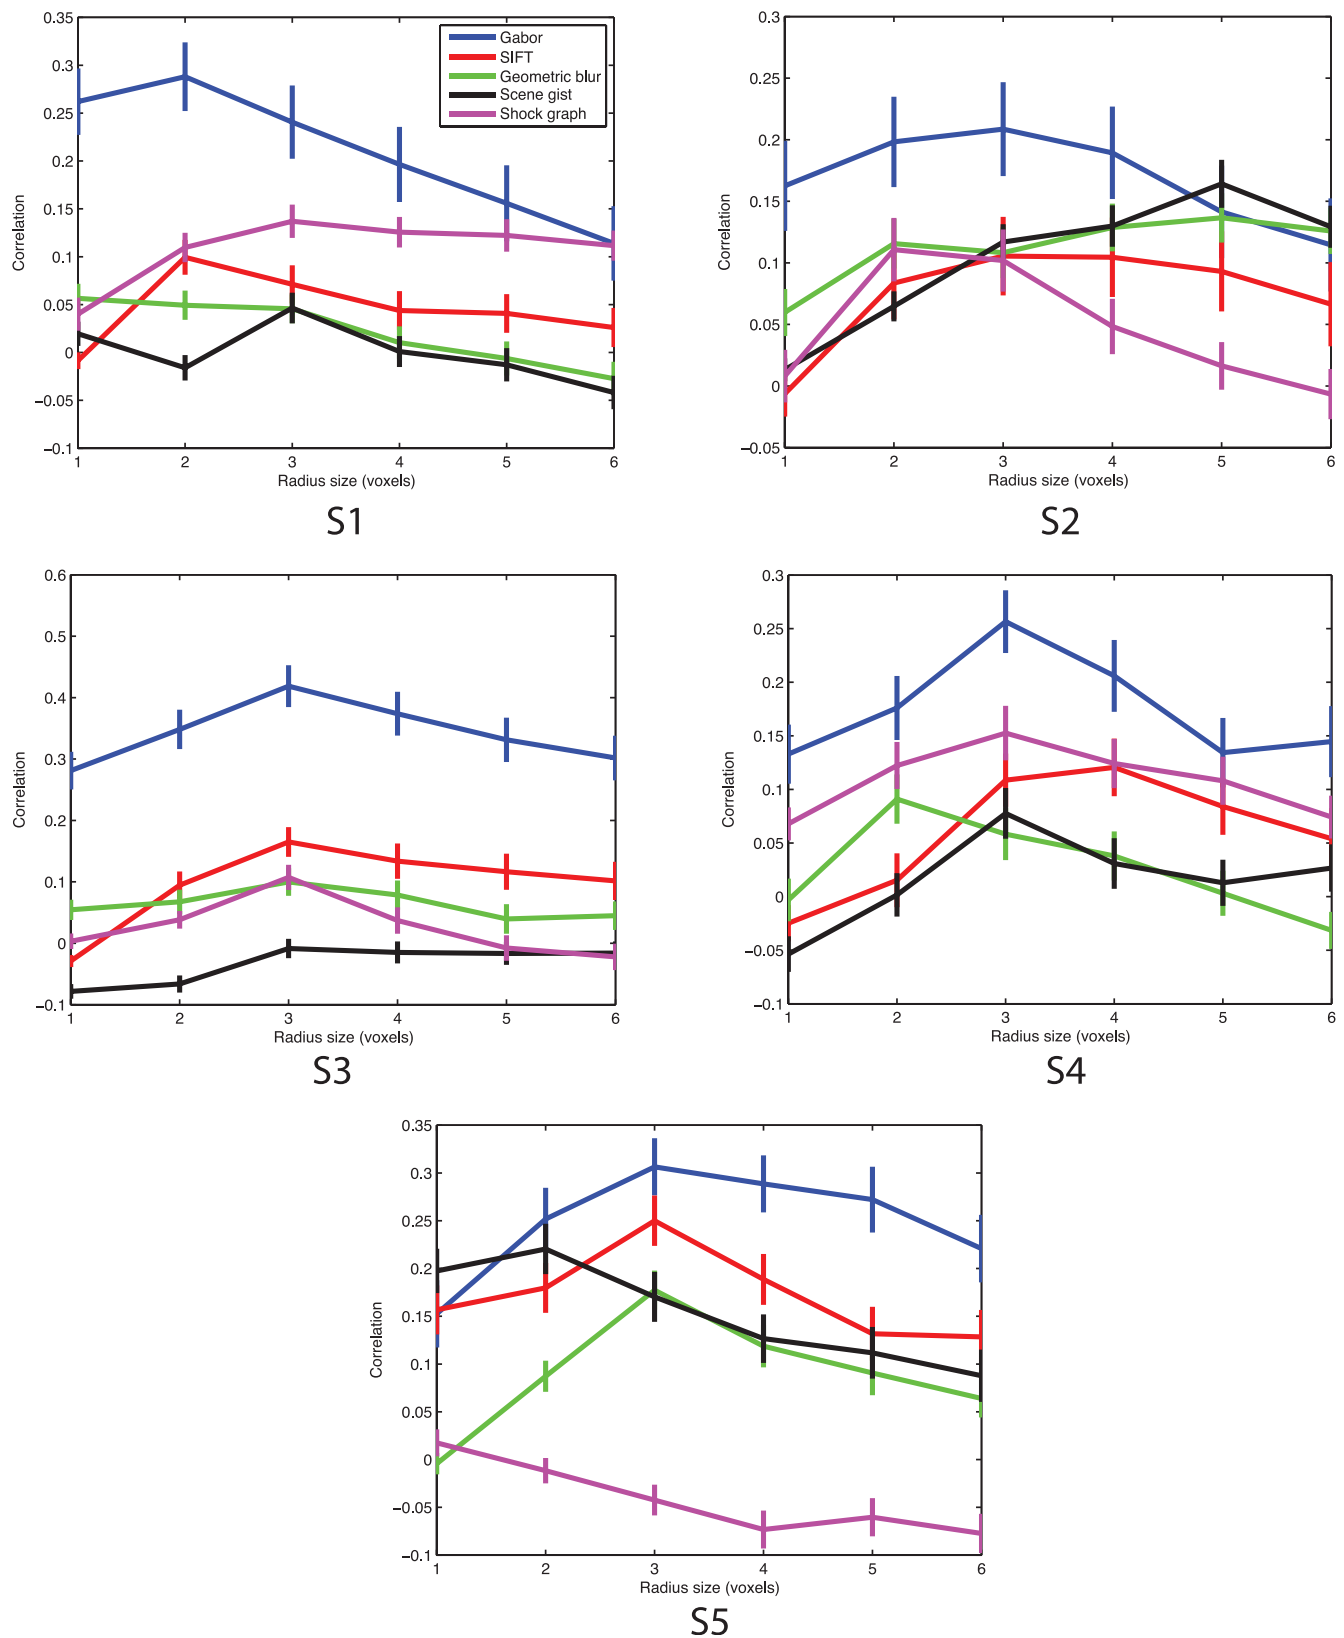 0.35
0.3
0.25
0.2
0.15
0.1
0.05
0
−0.05
−0.1
Correlation
Gabor
SIFT
Geometric blur
Scene gist
Shock graph
1 2 3 4 5 6
Radius size (voxels)
S1
0.3
0.25
0.2
0.15
0.1
0.05
0
−0.05
Correlation
1 2 3 4 5 6
Radius size (voxels)
S2
0.6
0.5
0.4
0.3
0.2
0.1
0
−0.1
Correlation
1 2 3 4 5 6
Radius size (voxels)
S3
0.3
0.25
0.2
0.15
0.1
0.05
0
−0.05
−0.1
Correlation
1 2 3 4 5 6
Radius size (voxels)
S4
0.35
0.3
0.25
0.2
0.15
0.1
0.05
0
−0.05
−0.1
Correlation
1 2 3 4 5 6
Radius size (voxels)
S5